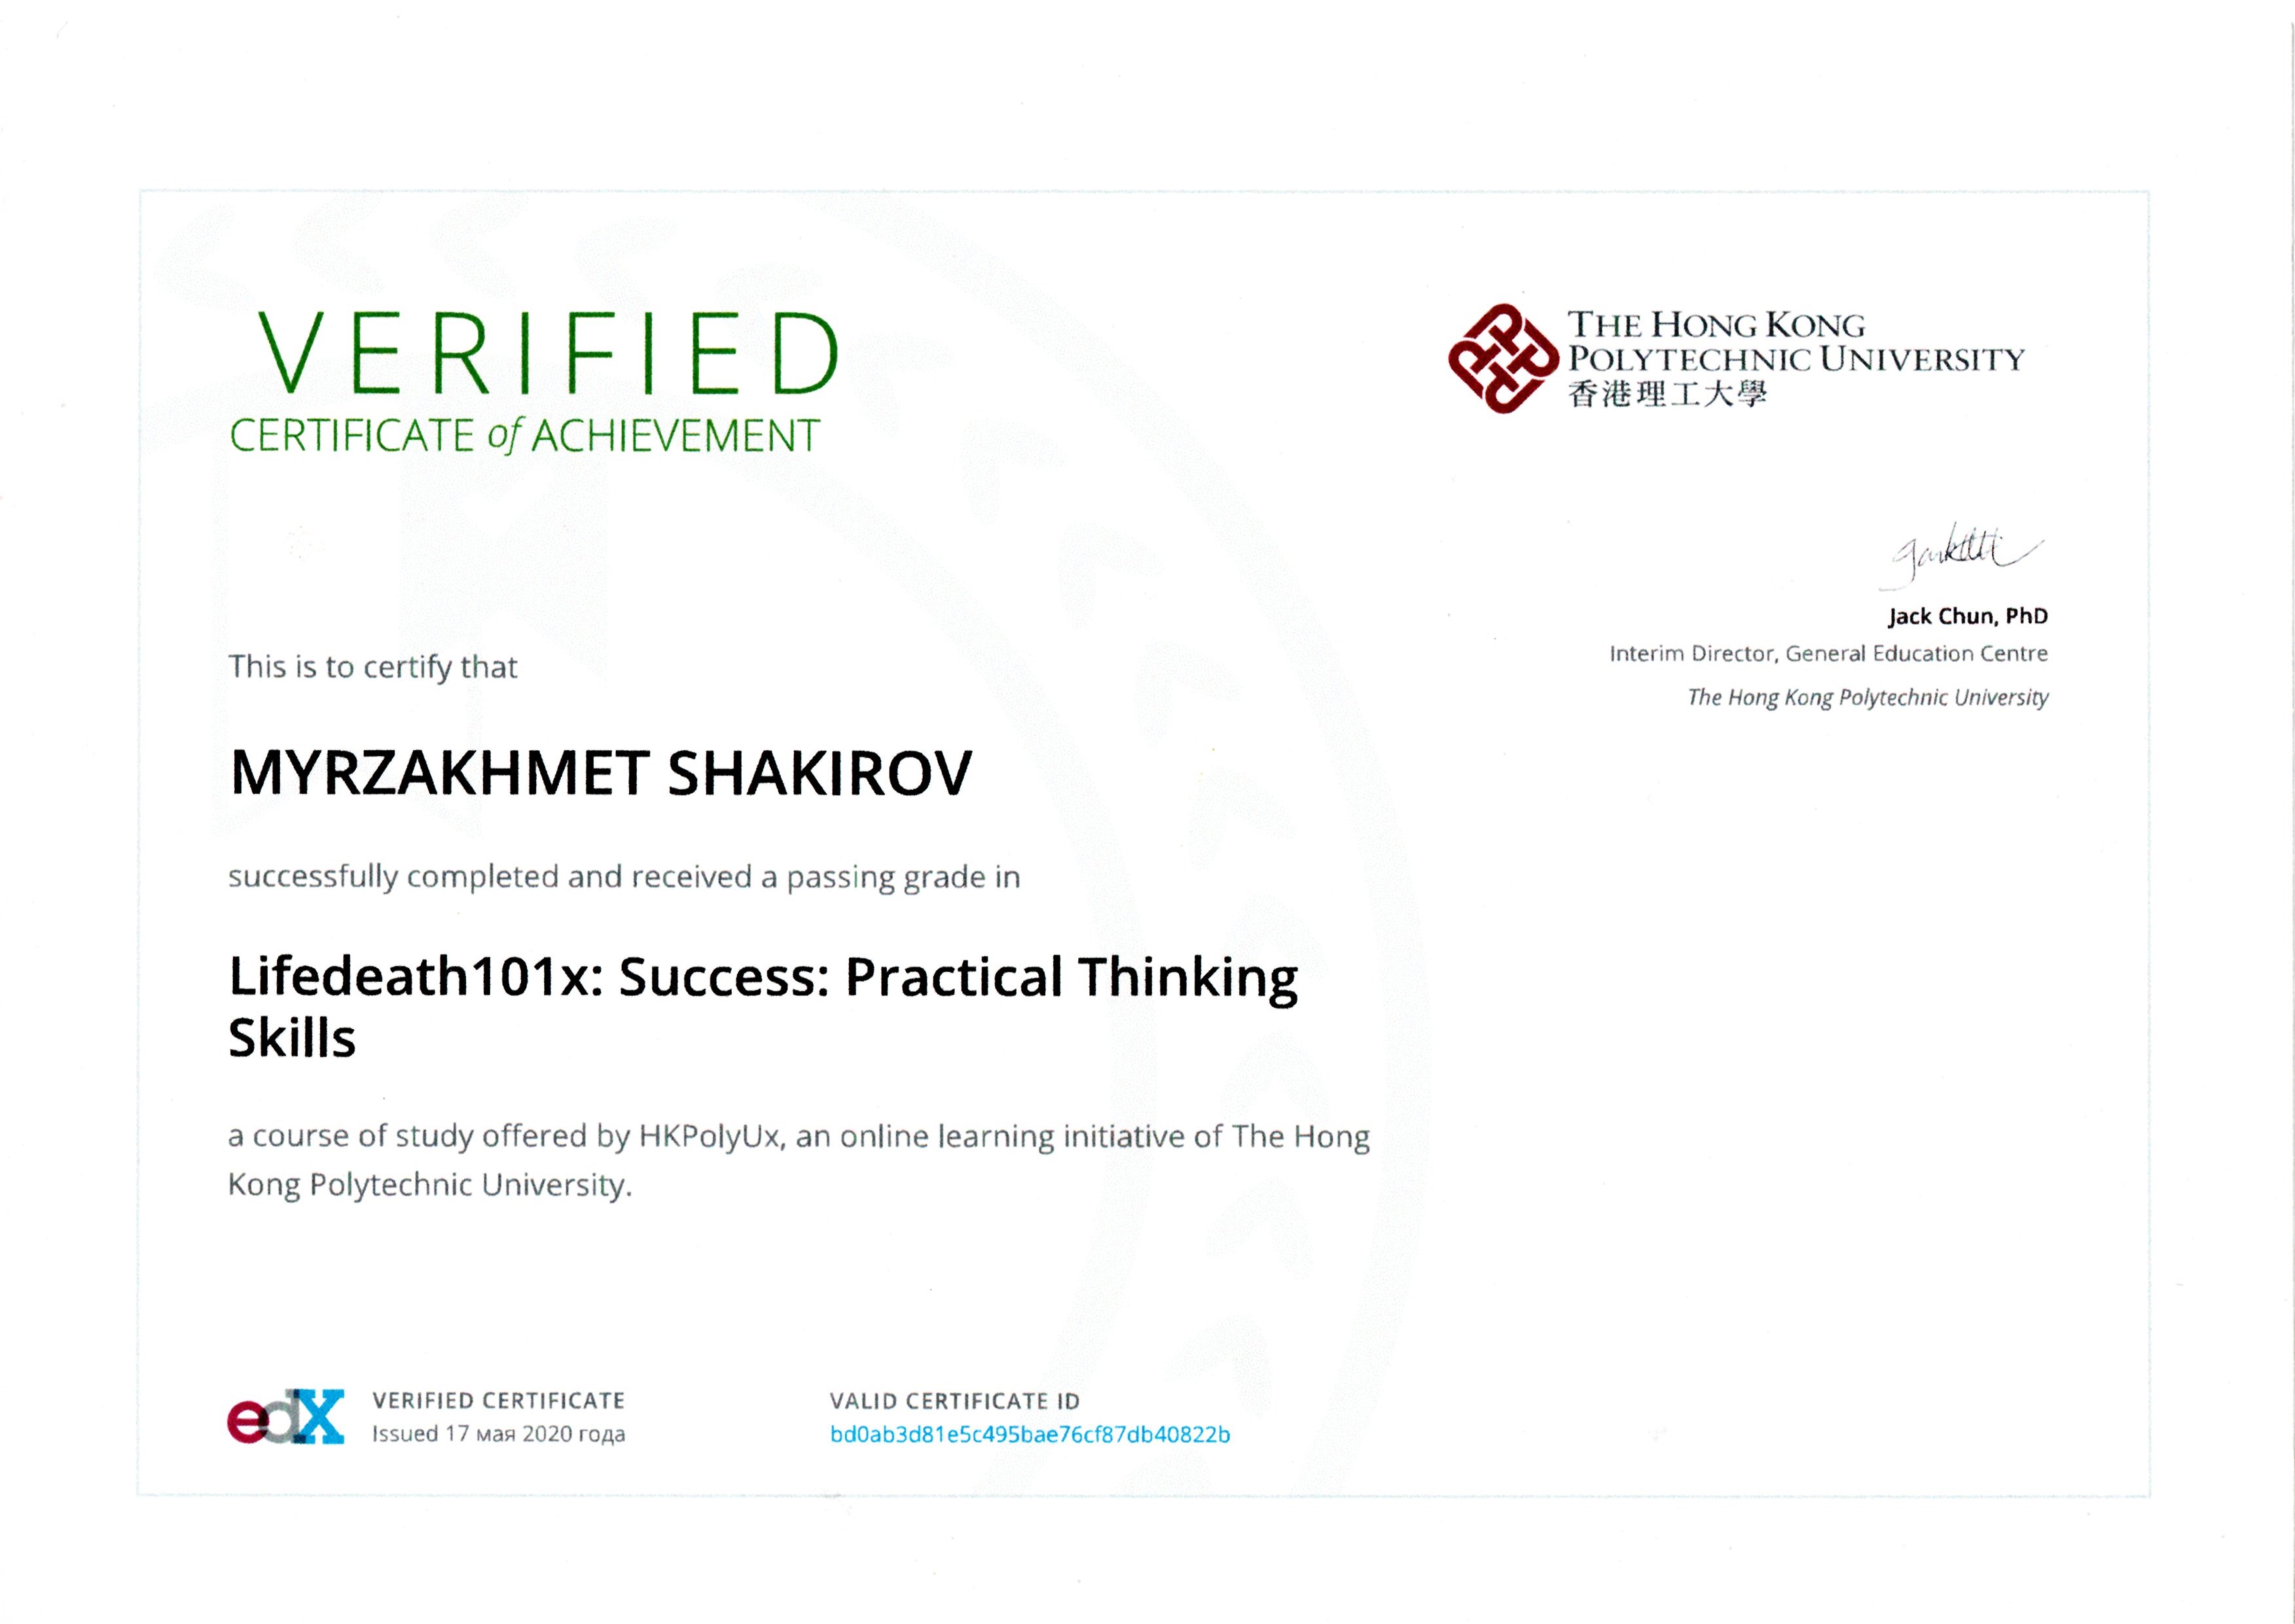 VERIFIED
CERTIFICATE of ACHIEVEMENT
THE HONG KONG
POLYTECHNIC UNIVERSITY
香港理工大學
Jack Chun, PhD
Interim Director, General Education Centre
The Hong Kong Polytechnic University
This is to certify that
MYRZAKHMET SHAKIROV
successfully completed and received a passing grade in
Lifedeath101x: Success: Practical Thinking
Skills
a course of study offered by HKPolyUx, an online learning initiative of The Hong
Kong Polytechnic University.
edX
VERIFIED CERTIFICATE
Issued 17 мая 2020 года
VALID CERTIFICATE ID
bd0ab3d81e5c495bae76cf87db40822b